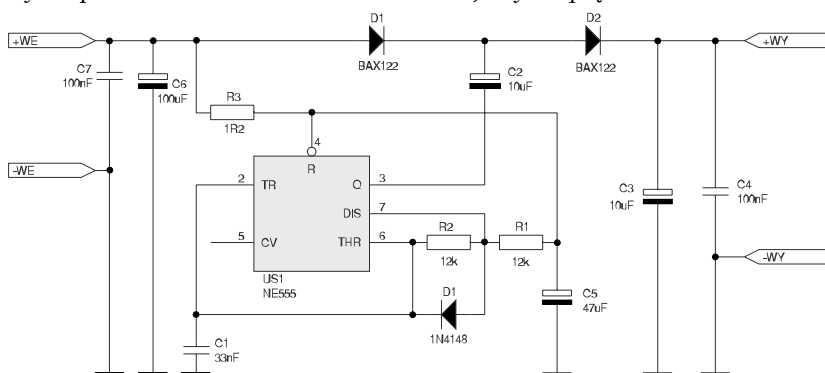 D1
D2
+WE
+WY
BAX122
BAX122
C7
100nF
C6
100uF
C2
10uF
R3
1R2
4
R
-WE
2
TR
Q
3
DIS
7
C3
10uF
C4
100nF
5
CV
THR
6
R2
12k
R1
12k
-WY
US1
NE555
D1
1N4148
C5
47uF
C1
33nF